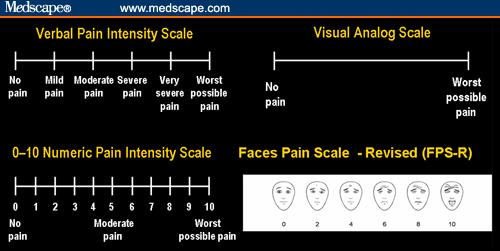 Medscape® www.medscape.com
Verbal Pain Intensity Scale
No pain
Mild pain
Moderate pain
Severe pain
Very severe pain
Worst possible pain
Visual Analog Scale
No pain
Worst possible pain
0–10 Numeric Pain Intensity Scale
0 1 2 3 4 5 6 7 8 9 10
No pain
Moderate pain
Worst possible pain
Faces Pain Scale - Revised (FPS-R)
0 2 4 6 8 10